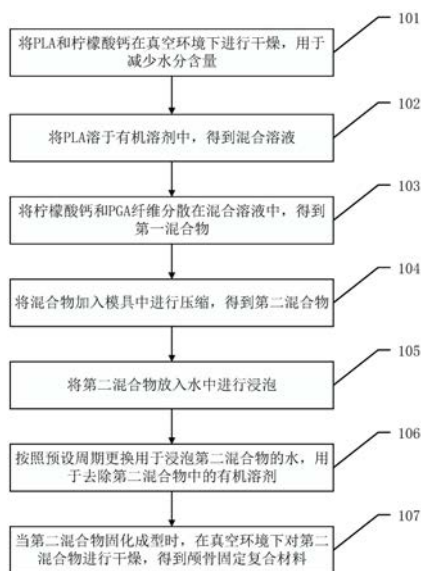 101
将PLA和柠檬酸钙在真空环境下进行干燥，用于
减少水分含量
102
将PLA溶于有机溶剂中，得到混合溶液
103
将柠檬酸钙和PGA纤维分散在混合溶液中，得到
第一混合物
104
将混合物加入模具中进行压缩，得到第二混合物
105
将第二混合物放入水中进行浸泡
106
按照预设周期更换用于浸泡第二混合物的水，用
于去除第二混合物中的有机溶剂
107
当第二混合物固化成型时，在真空环境下对第二
混合物进行干燥，得到颅骨固定复合材料